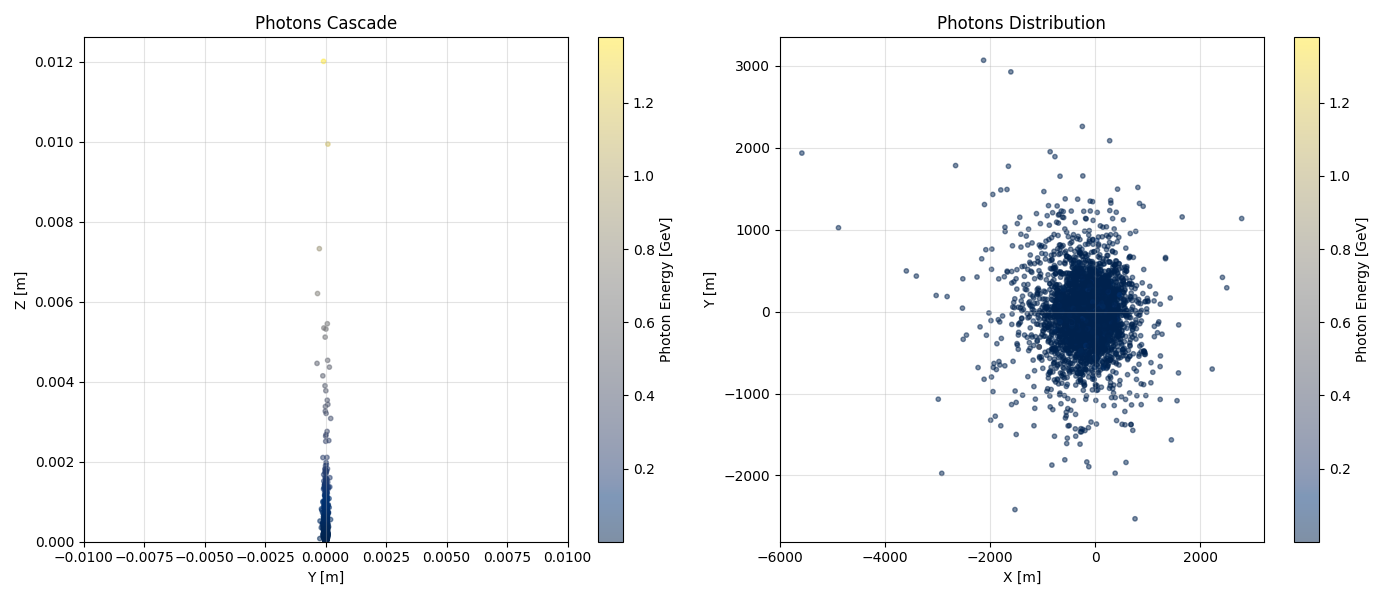 Photons Cascade
Z [m]
0.012
0.010
0.008
0.006
0.004
0.002
0.000
−0.0100 −0.0075 −0.0050 −0.0025 0.0000 0.0025 0.0050 0.0075 0.0100
Y [m]
1.2
1.0
0.8
0.6
0.4
0.2
Photon Energy [GeV]
Photons Distribution
Y [m]
3000
2000
1000
0
−1000
−2000
−6000 −4000 −2000 0 2000
X [m]
1.2
1.0
0.8
0.6
0.4
0.2
Photon Energy [GeV]